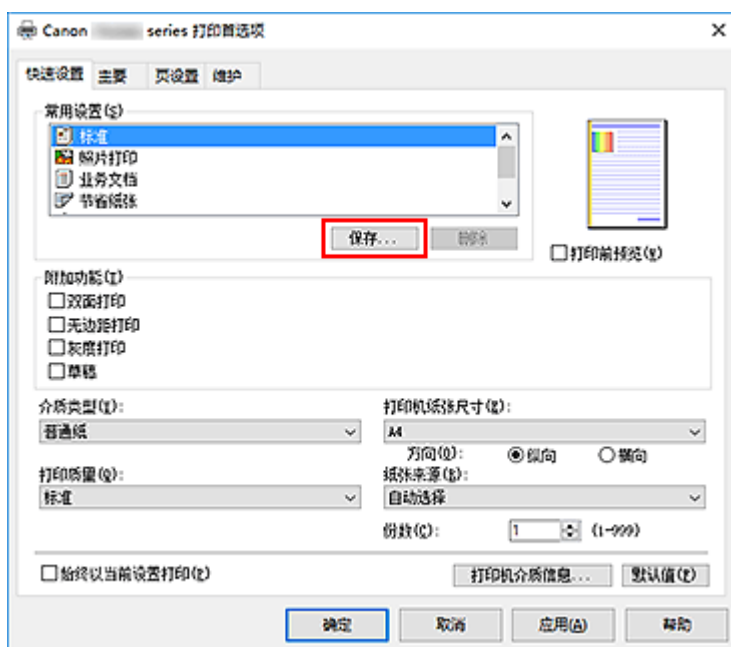 Canon series 打印首选项
快速设置 主要 页设置 维护
常用设置(S)
标准
照片打印
业务文档
节省纸张
保存... 删除
打印前预览(V)
附加功能(T)
双面打印
无边距打印
灰度打印
草稿
介质类型(Y): 打印机纸张尺寸(Z):
普通纸 A4
方向(O): 纵向 横向
打印质量(Q): 纸张来源(B):
标准 自动选择
份数(C): 1 (1-999)
始终以当前设置打印(R)
打印机介质信息... 默认值(F)
确定 取消 应用(A) 帮助